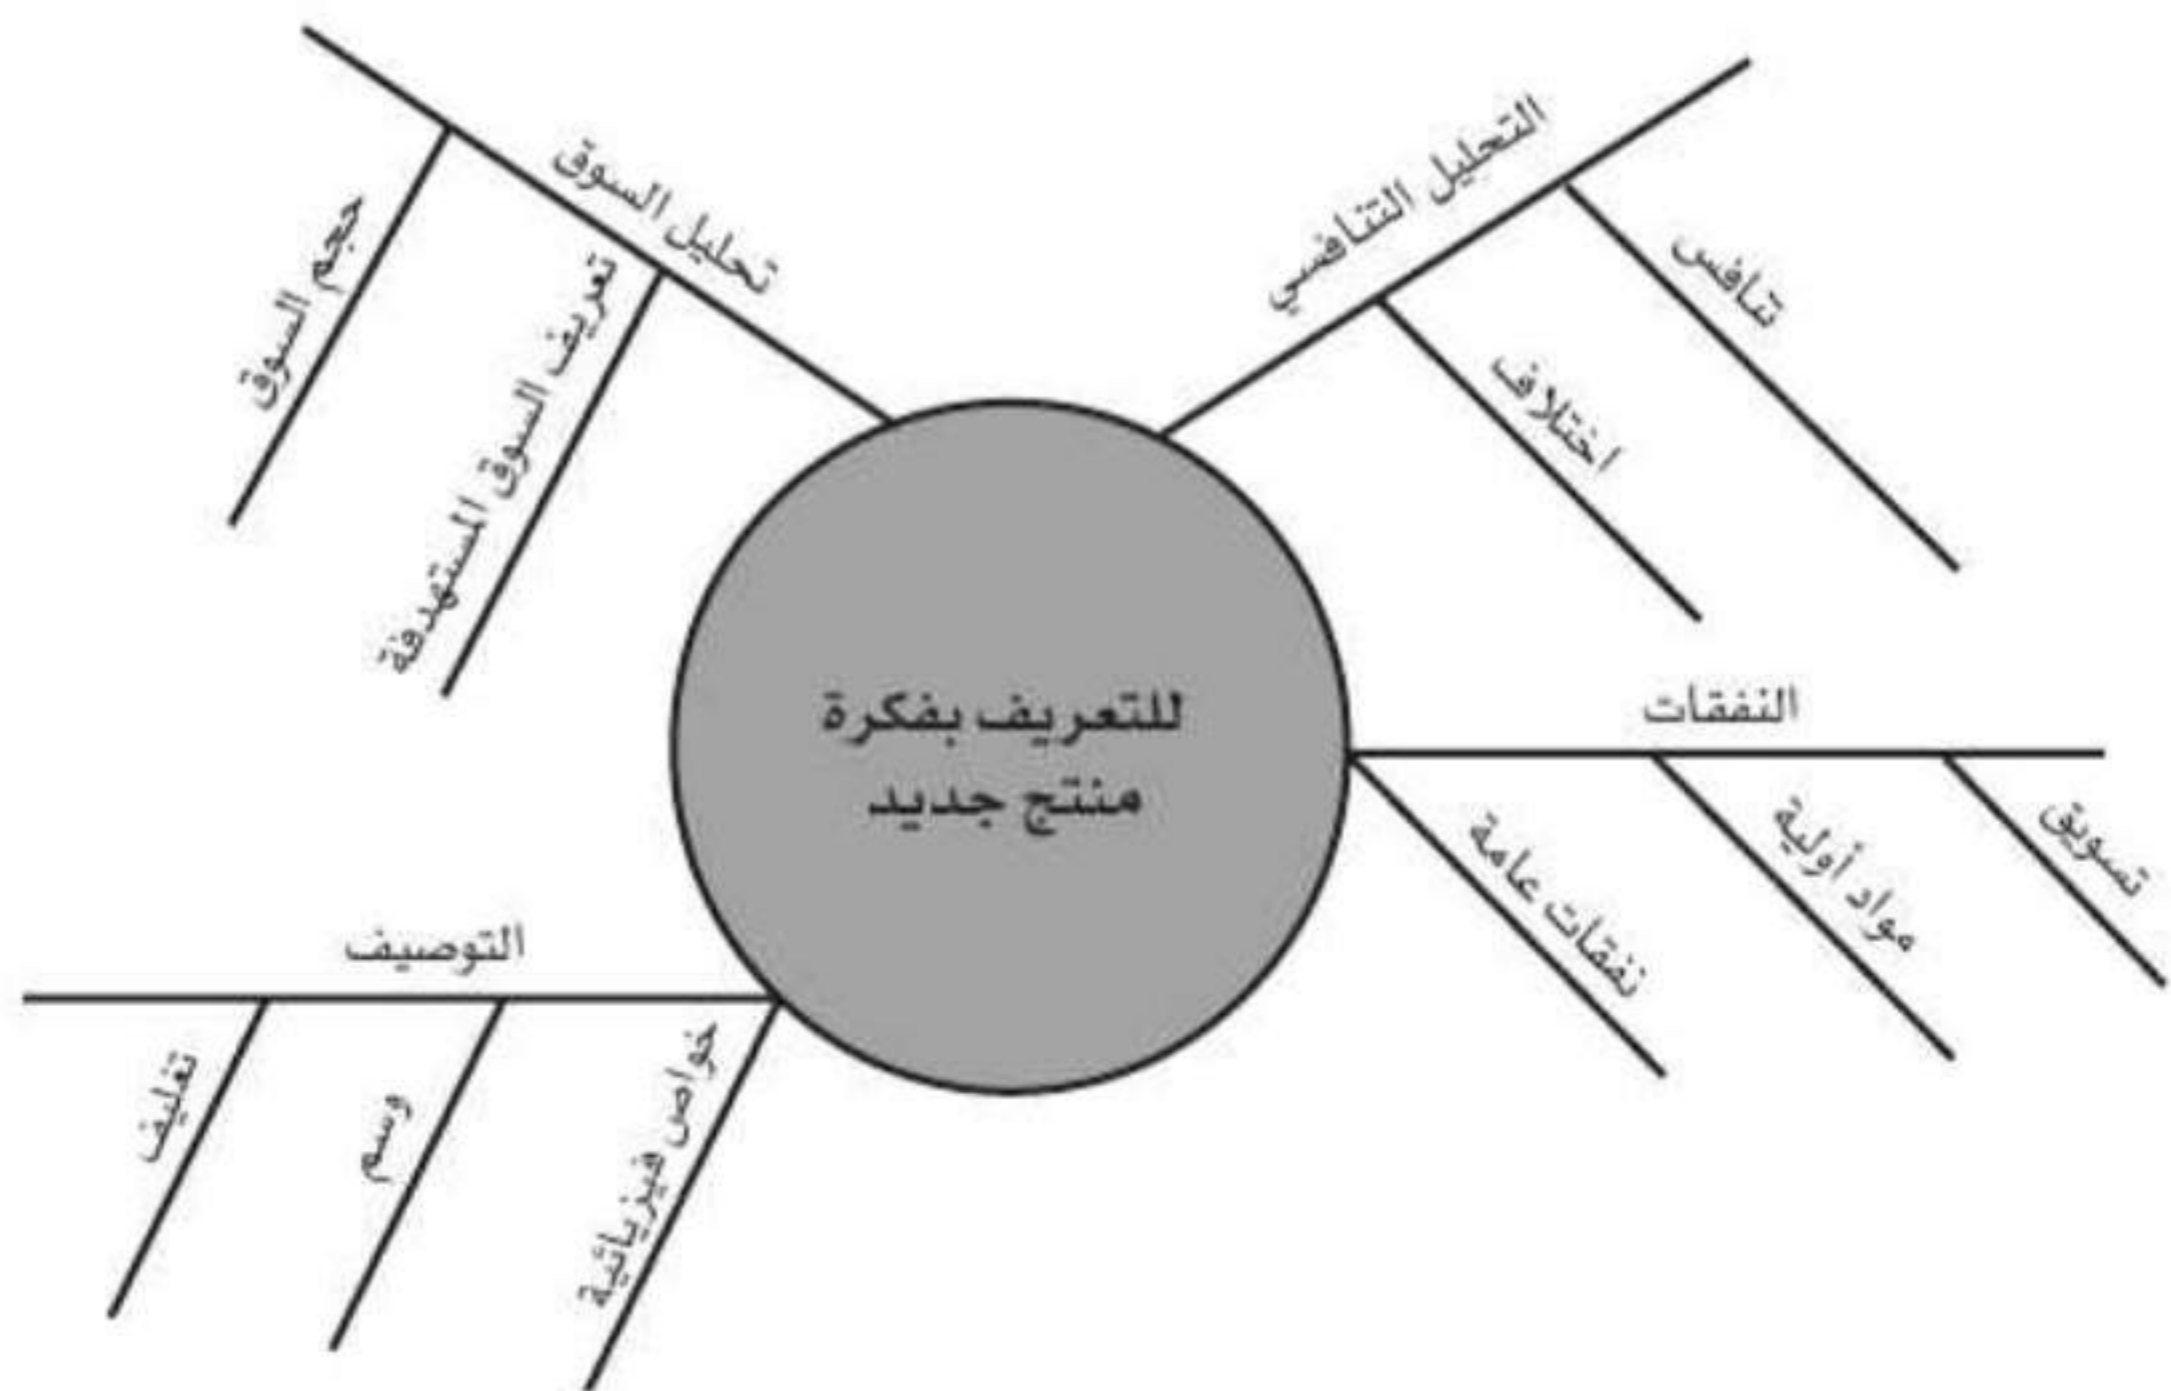 التحليل التنافسي
تنافس
اختلاف
تحليل السوق
تعريف السوق المستهدفة
حجم السوق
للتعريف بفكرة
منتج جديد
النفقات
تسويق
مواد أولية
نفقات عامة
التوصيف
خواص فيزيائية
وسم
تغليف